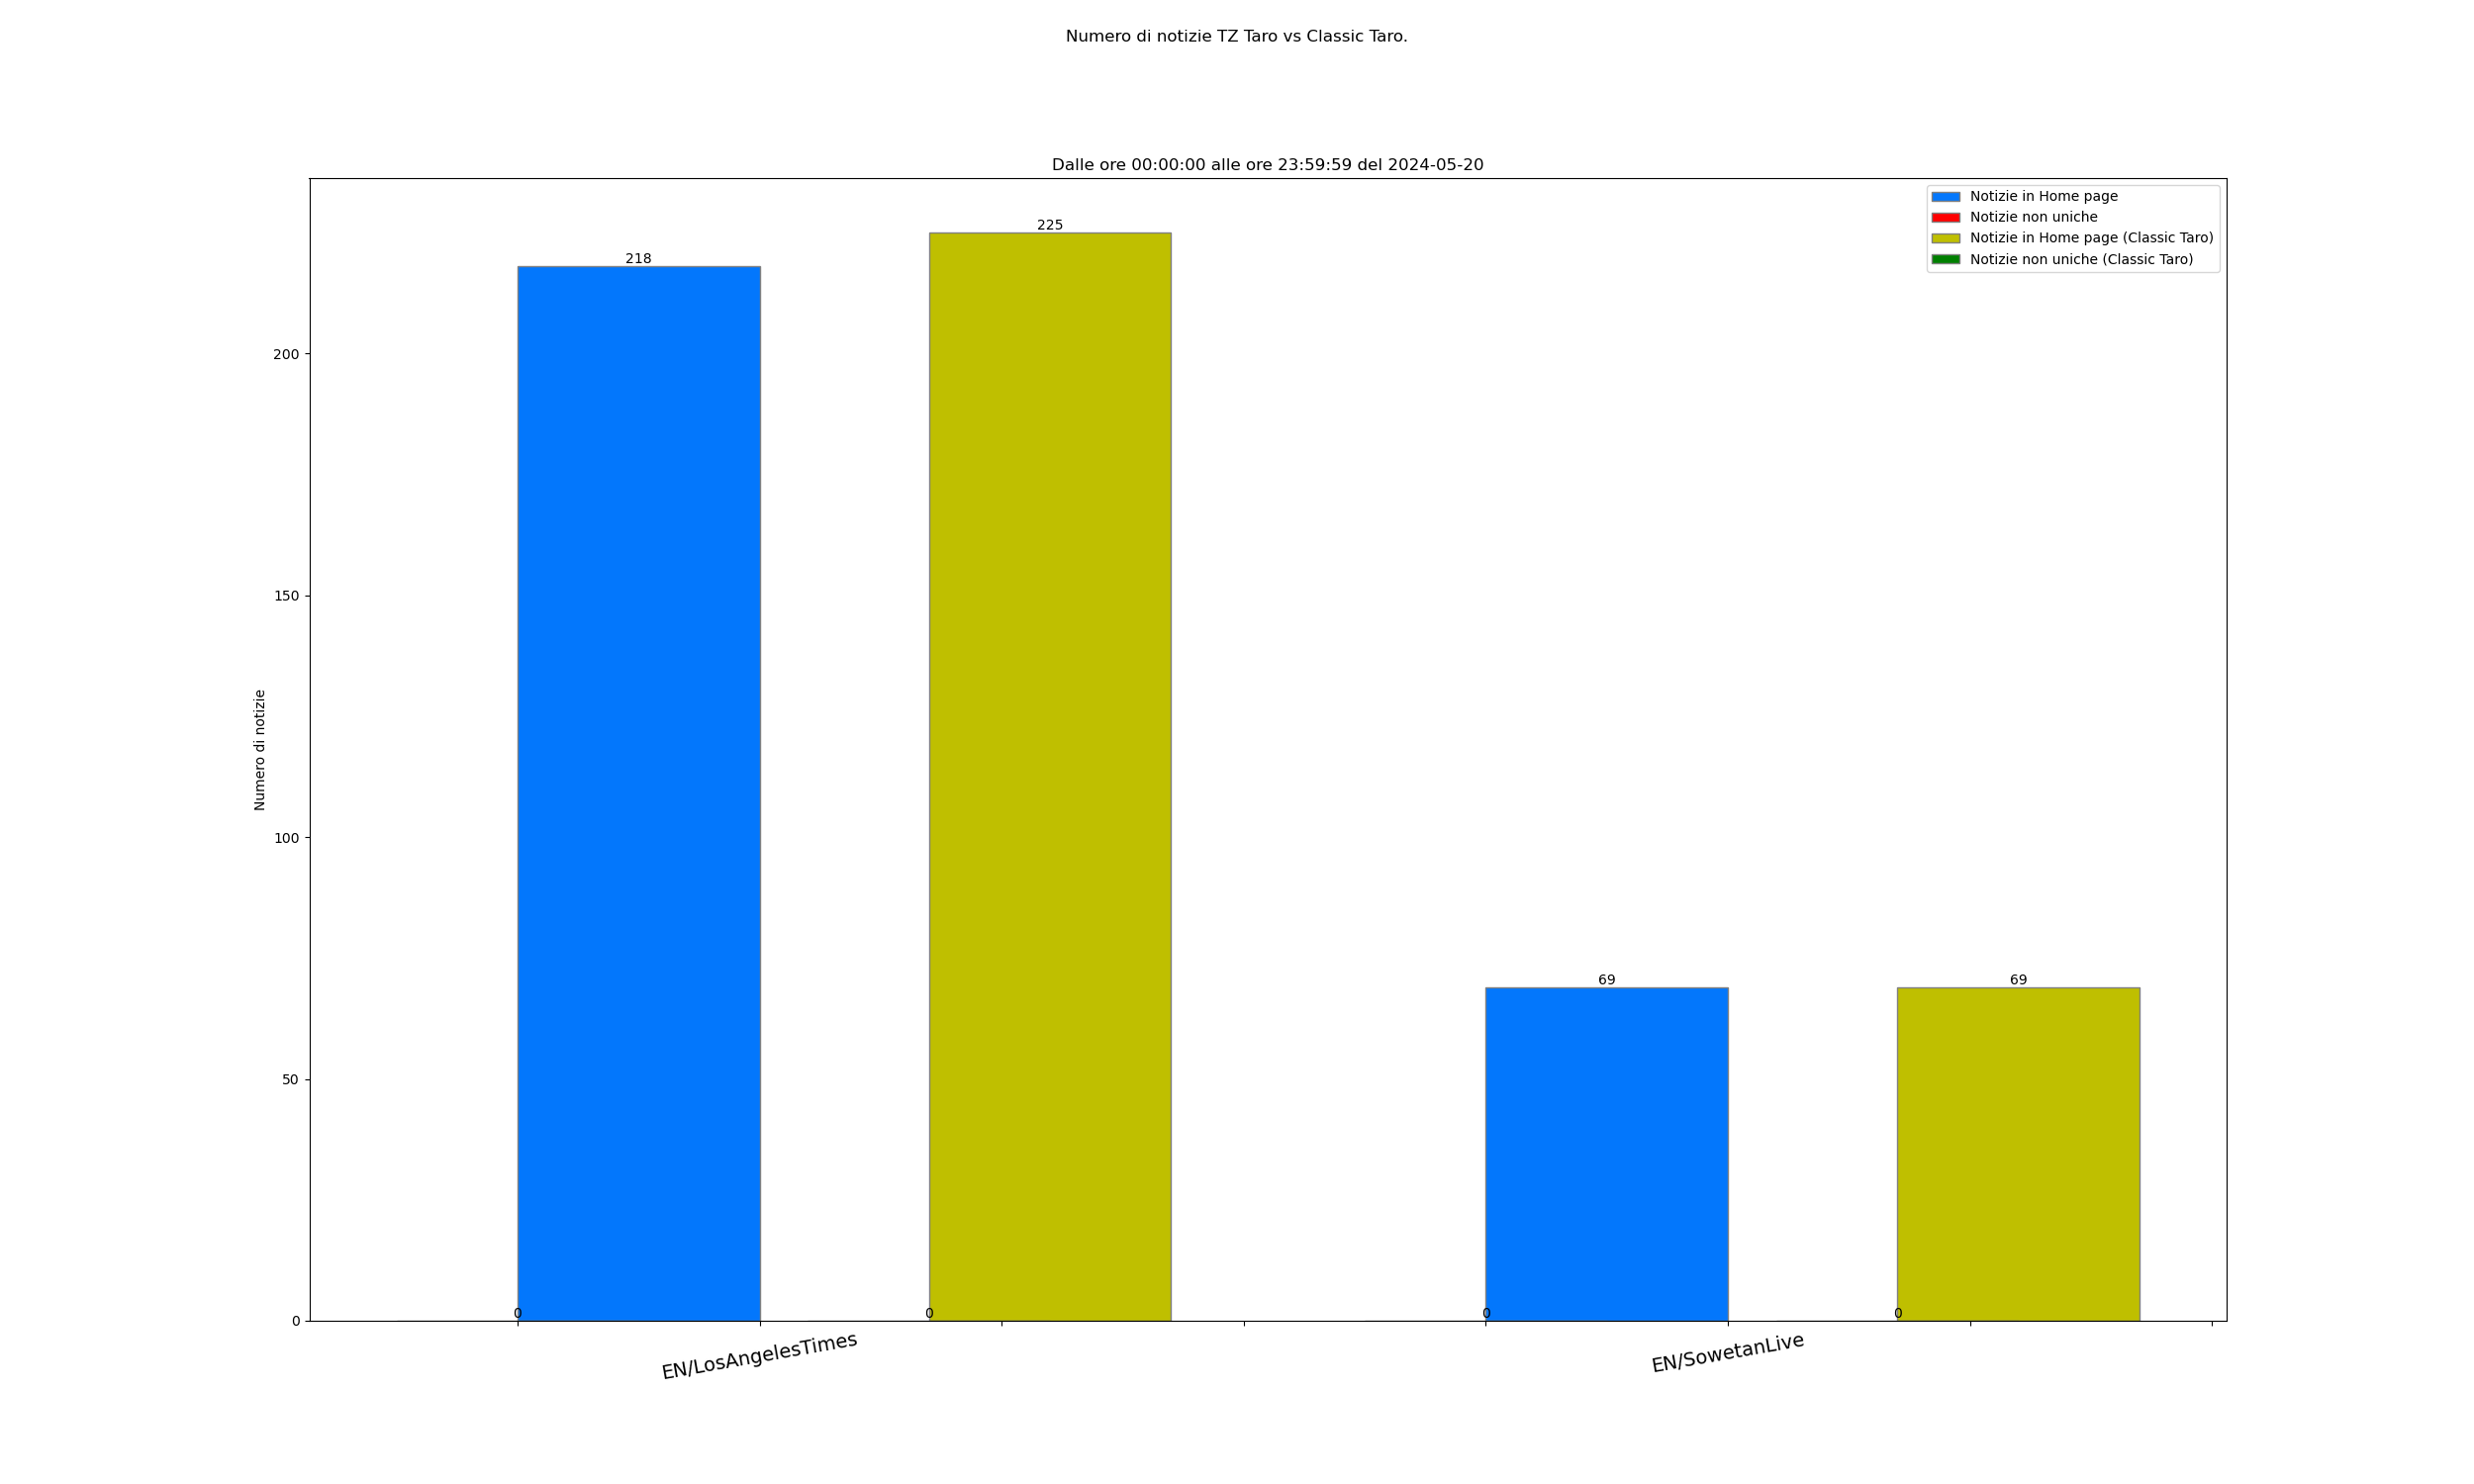 Numero di notizie TZ Taro vs Classic Taro.
Dalle ore 00:00:00 alle ore 23:59:59 del 2024-05-20
Notizie in Home page
Notizie non uniche
Notizie in Home page (Classic Taro)
Notizie non uniche (Classic Taro)
Numero di notizie
200
150
100
50
0
218
225
69
69
0
0
0
0
EN/LosAngelesTimes
EN/SowetanLive